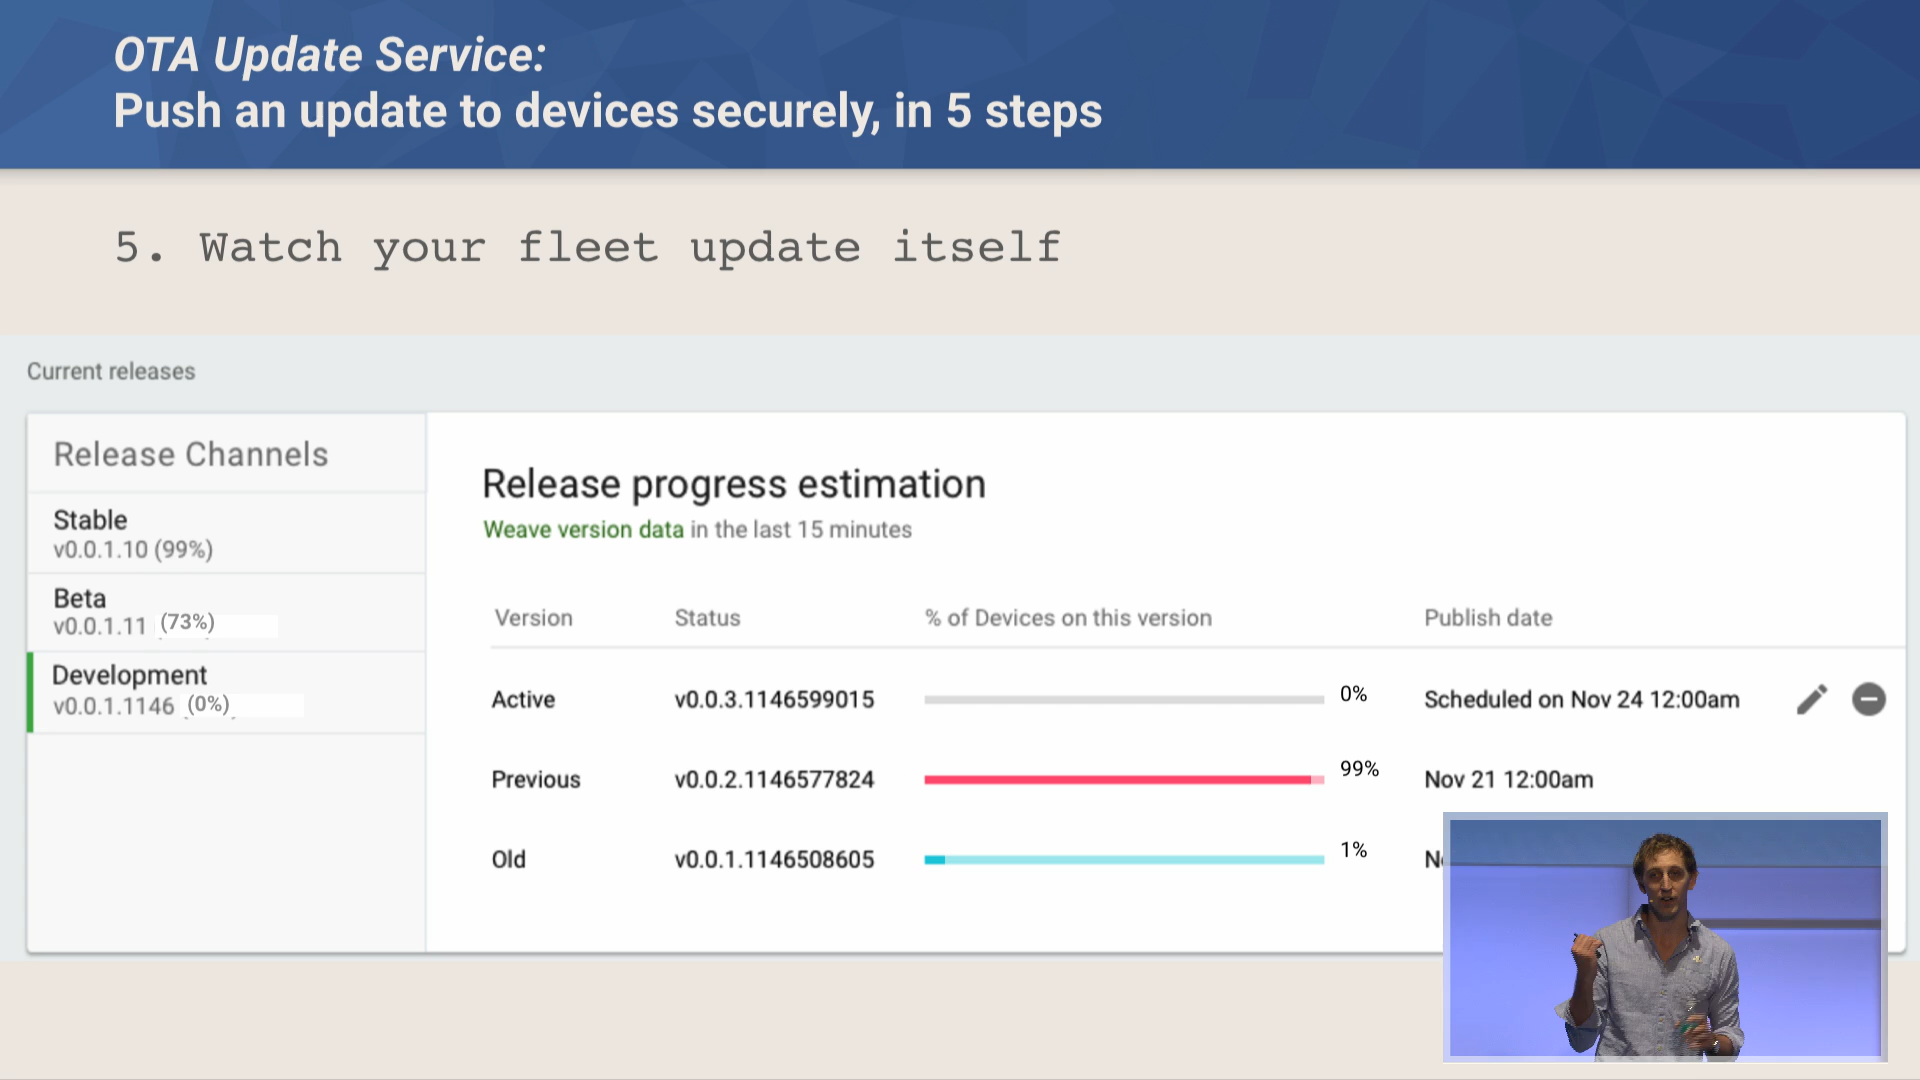 OTA Update Service:
Push an update to devices securely, in 5 steps
5. Watch your fleet update itself
Current releases
Release Channels
Stable
v0.0.1.10 (99%)
Beta
v0.0.1.11 (73%)
Development
v0.0.1.1146 (0%)
Release progress estimation
Weave version data in the last 15 minutes
Version Status % of Devices on this version Publish date
Active v0.0.3.1146599015 0% Scheduled on Nov 24 12:00am
Previous v0.0.2.1146577824 99% Nov 21 12:00am
Old v0.0.1.1146508605 1%